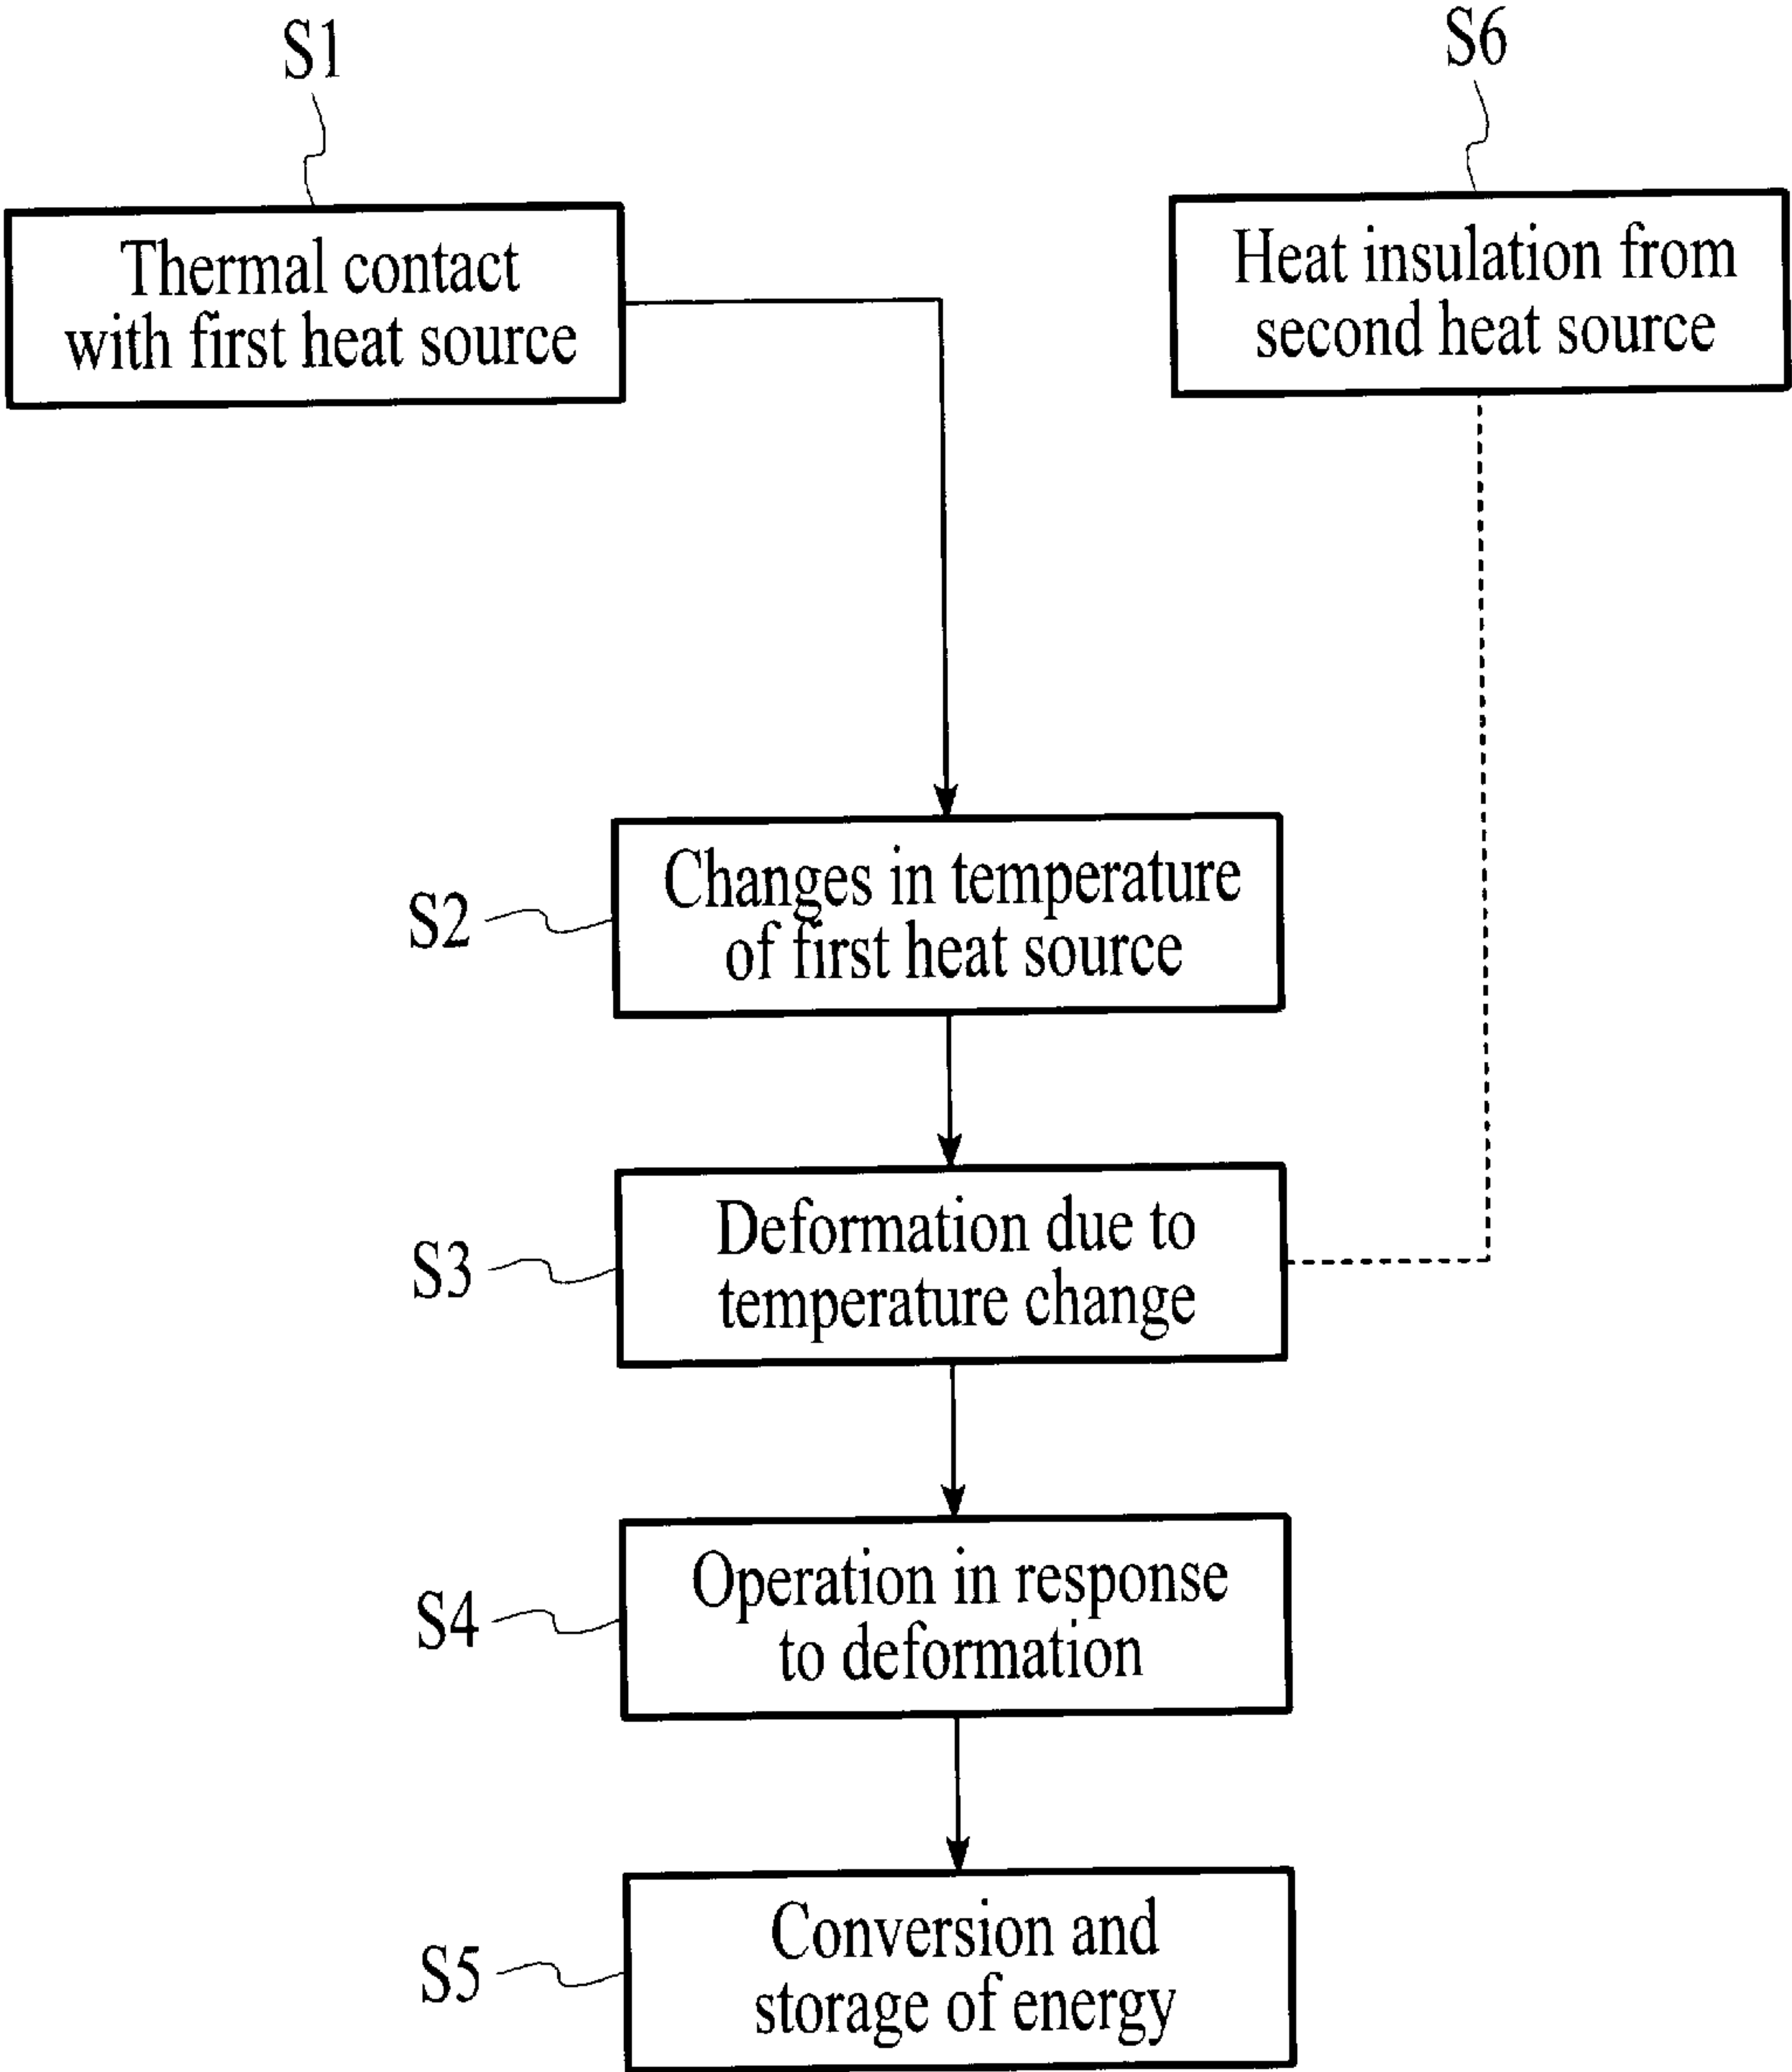 S1
S6
Thermal contact
with first heat source
Heat insulation from
second heat source
S2
Changes in temperature
of first heat source
S3
Deformation due to
temperature change
S4
Operation in response
to deformation
S5
Conversion and
storage of energy